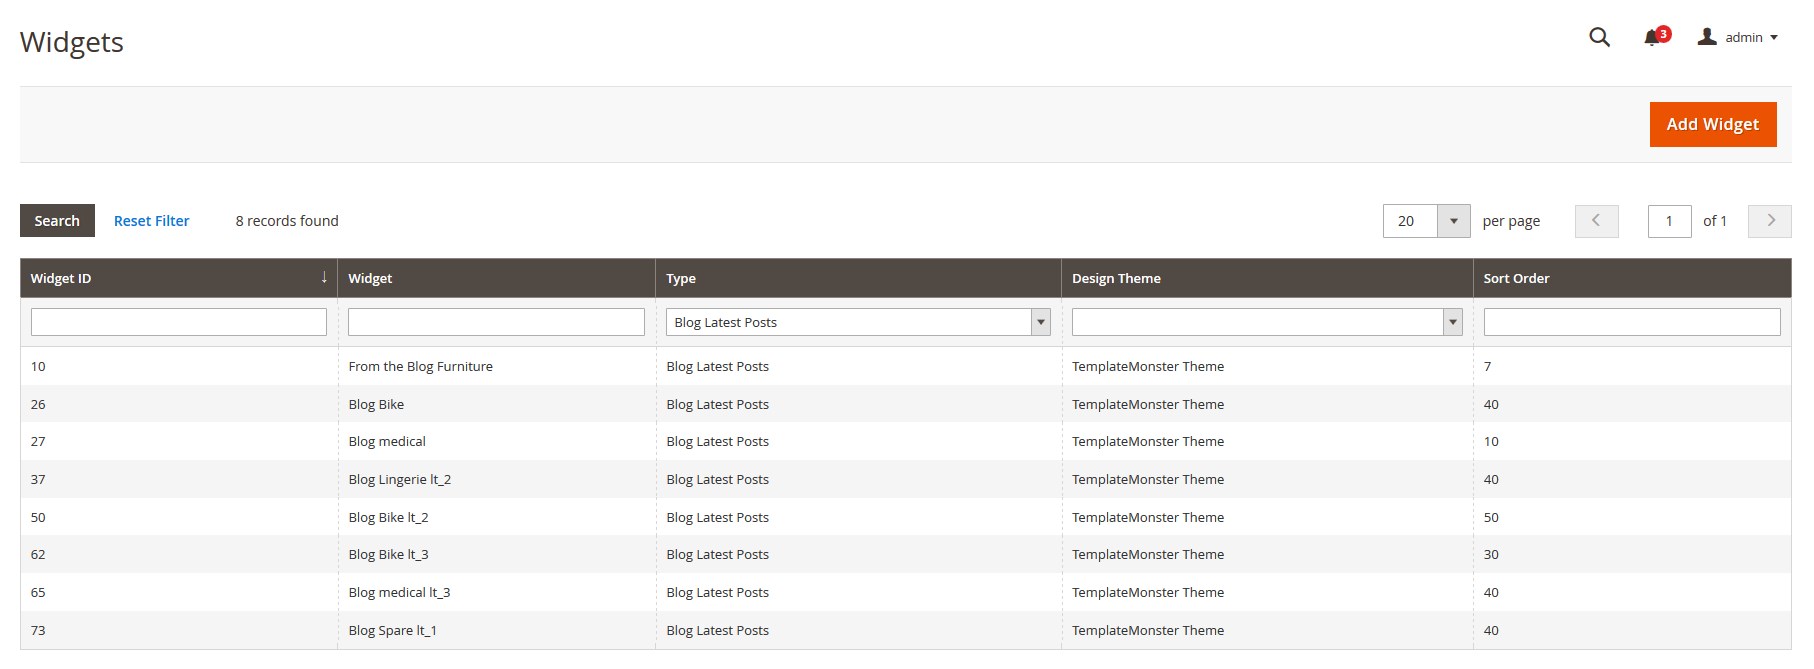 Widgets
3
admin
Add Widget
Search Reset Filter 8 records found 20 per page 1 of 1
Widget ID Widget Type Design Theme Sort Order
Blog Latest Posts
10 From the Blog Furniture Blog Latest Posts TemplateMonster Theme 7
26 Blog Bike Blog Latest Posts TemplateMonster Theme 40
27 Blog medical Blog Latest Posts TemplateMonster Theme 10
37 Blog Lingerie lt_2 Blog Latest Posts TemplateMonster Theme 40
50 Blog Bike lt_2 Blog Latest Posts TemplateMonster Theme 50
62 Blog Bike lt_3 Blog Latest Posts TemplateMonster Theme 30
65 Blog medical lt_3 Blog Latest Posts TemplateMonster Theme 40
73 Blog Spare lt_1 Blog Latest Posts TemplateMonster Theme 40